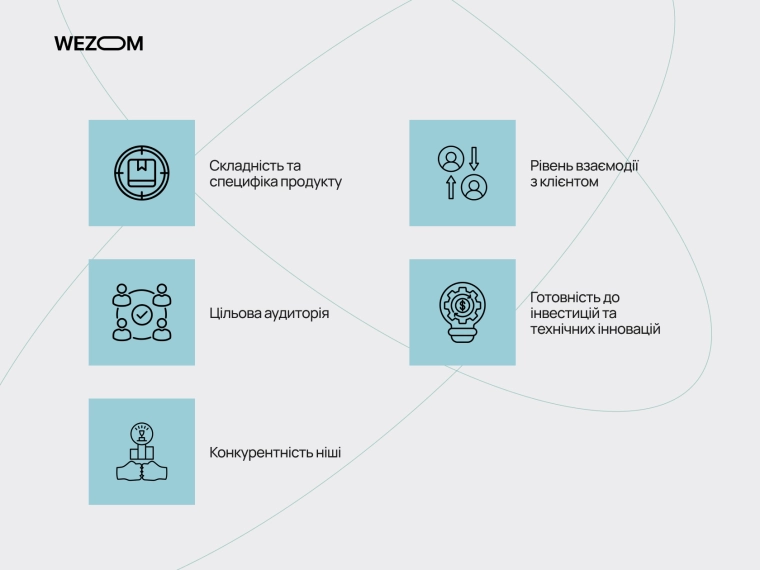 WEZOM
Складність та
специфіка продукту
Цільова аудиторія
Конкурентність ніші
Рівень взаємодії
з клієнтом
Готовність до
інвестицій та
технічних інновацій